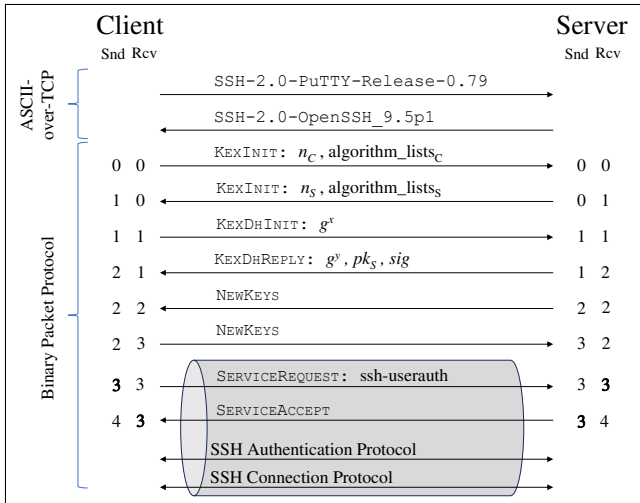 Client Server
Snd Rcv Snd Rcv
ASCII-
over-TCP
SSH-2.0-PuTTY-Release-0.79
SSH-2.0-OpenSSH_9.5p1
Binary Packet Protocol
0 0 KEXINIT: n_C, algorithm_lists_C 0 0
1 0 KEXINIT: n_S, algorithm_lists_S 0 1
1 1 KEXDHINIT: g^x 1 1
2 1 KEXDHREPLY: g^y, pk_S, sig 1 2
2 2 NEWKEYS 2 2
2 3 NEWKEYS 3 2
3 3 SERVICEREQUEST: ssh-userauth 3 3
4 3 SERVICEACCEPT 3 4
SSH Authentication Protocol
SSH Connection Protocol